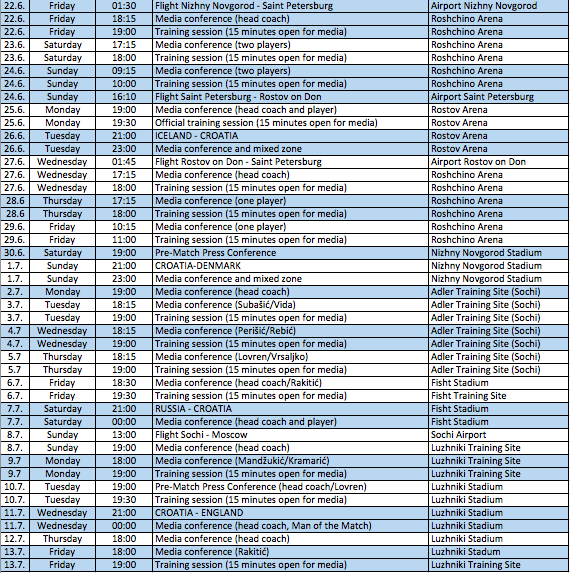 22.6. Friday 01:30 Flight Nizhny Novgorod - Saint Petersburg Airport Nizhny Novgorod
22.6. Friday 18:15 Media conference (head coach) Roshchino Arena
22.6. Friday 19:00 Training session (15 minutes open for media) Roshchino Arena
23.6. Saturday 17:15 Media conference (two players) Roshchino Arena
23.6. Saturday 18:00 Training session (15 minutes open for media) Roshchino Arena
24.6. Sunday 09:15 Media conference (two players) Roshchino Arena
24.6. Sunday 10:00 Training session (15 minutes open for media) Roshchino Arena
24.6. Sunday 16:10 Flight Saint Petersburg - Rostov on Don Airport Saint Petersburg
25.6. Monday 19:00 Media conference (head coach and player) Rostov Arena
25.6. Monday 19:30 Official training session (15 minutes open for media) Rostov Arena
26.6. Tuesday 21:00 ICELAND - CROATIA Rostov Arena
26.6. Tuesday 23:00 Media conference and mixed zone Rostov Arena
27.6. Wednesday 01:45 Flight Rostov on Don - Saint Petersburg Airport Rostov on Don
27.6. Wednesday 17:15 Media conference (head coach) Roshchino Arena
27.6. Wednesday 18:00 Training session (15 minutes open for media) Roshchino Arena
28.6 Thursday 17:15 Media conference (one player) Roshchino Arena
28.6 Thursday 18:00 Training session (15 minutes open for media) Roshchino Arena
29.6. Friday 10:15 Media conference (one player) Roshchino Arena
29.6. Friday 11:00 Training session (15 minutes open for media) Roshchino Arena
30.6. Saturday 19:00 Pre-Match Press Conference Nizhny Novgorod Stadium
1.7. Sunday 21:00 CROATIA-DENMARK Nizhny Novgorod Stadium
1.7. Sunday 23:00 Media conference and mixed zone Nizhny Novgorod Stadium
2.7. Monday 19:00 Media conference (head coach) Adler Training Site (Sochi)
3.7. Tuesday 18:15 Media conference (Subašić/Vida) Adler Training Site (Sochi)
3.7. Tuesday 19:00 Training session (15 minutes open for media) Adler Training Site (Sochi)
4.7 Wednesday 18:15 Media conference (Perišić/Rebić) Adler Training Site (Sochi)
4.7. Wednesday 19:00 Training session (15 minutes open for media) Adler Training Site (Sochi)
5.7 Thursday 18:15 Media conference (Lovren/Vrsaljko) Adler Training Site (Sochi)
5.7 Thursday 19:00 Training session (15 minutes open for media) Adler Training Site (Sochi)
6.7. Friday 18:30 Media conference (head coach/Rakitić) Fisht Stadium
6.7. Friday 19:30 Training session (15 minutes open for media) Fisht Training Site
7.7. Saturday 21:00 RUSSIA - CROATIA Fisht Stadium
7.7. Saturday 00:00 Media conference (head coach and player) Fisht Stadium
8.7. Sunday 13:00 Flight Sochi - Moscow Sochi Airport
8.7. Sunday 19:00 Media conference (head coach) Luzhniki Training Site
9.7 Monday 18:00 Media conference (Mandžukić/Kramarić) Luzhniki Training Site
9.7 Monday 19:00 Training session (15 minutes open for media) Luzhniki Training Site
10.7. Tuesday 19:00 Pre-Match Press Conference (head coach/Lovren) Luzhniki Stadium
10.7. Tuesday 19:30 Training session (15 minutes open for media) Luzhniki Stadium
11.7. Wednesday 21:00 CROATIA - ENGLAND Luzhniki Stadium
11.7. Wednesday 00:00 Media conference (head coach, Man of the Match) Luzhniki Stadium
12.7. Thursday 18:00 Media conference (head coach) Luzhniki Stadium
13.7. Friday 18:00 Media conference (Rakitić) Luzhniki Stadum
13.7. Friday 19:00 Training session (15 minutes open for media) Luzhniki Training Site